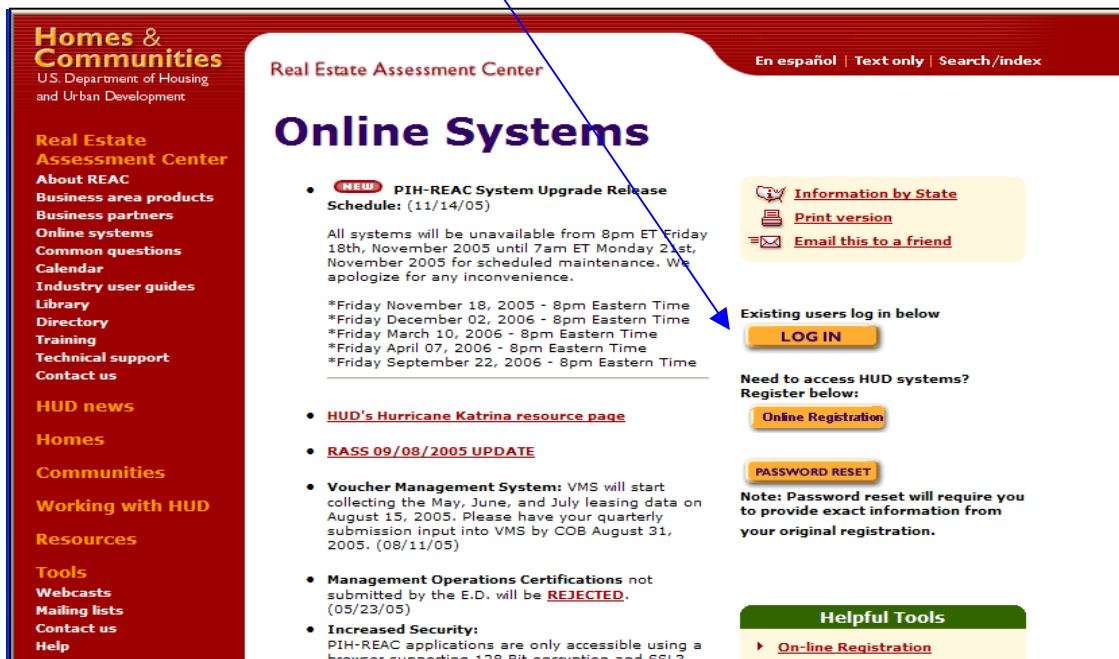 Homes &
Communities
U.S. Department of Housing
and Urban Development
Real Estate Assessment Center
En español | Text only | Search/index
Real Estate
Assessment Center
About REAC
Business area products
Business partners
Online systems
Common questions
Calendar
Industry user guides
Library
Directory
Training
Technical support
Contact us
HUD news
Homes
Communities
Working with HUD
Resources
Tools
Webcasts
Mailing lists
Contact us
Help
Online Systems
NEW PIH-REAC System Upgrade Release
Schedule: (11/14/05)
All systems will be unavailable from 8pm ET Friday
18th, November 2005 until 7am ET Monday 21st,
November 2005 for scheduled maintenance. We
apologize for any inconvenience.
*Friday November 18, 2005 - 8pm Eastern Time
*Friday December 02, 2006 - 8pm Eastern Time
*Friday March 10, 2006 - 8pm Eastern Time
*Friday April 07, 2006 - 8pm Eastern Time
*Friday September 22, 2006 - 8pm Eastern Time
HUD's Hurricane Katrina resource page
RASS 09/08/2005 UPDATE
Voucher Management System: VMS will start
collecting the May, June, and July leasing data on
August 15, 2005. Please have your quarterly
submission input into VMS by COB August 31,
2005. (08/11/05)
Management Operations Certifications not
submitted by the E.D. will be REJECTED.
(05/23/05)
Increased Security:
PIH-REAC applications are only accessible using a
browser supporting 128 Bit encryption and SSL3
Information by State
Print version
Email this to a friend
Existing users log in below
LOG IN
Need to access HUD systems?
Register below:
Online Registration
PASSWORD RESET
Note: Password reset will require you
to provide exact information from
your original registration.
Helpful Tools
On-line Registration